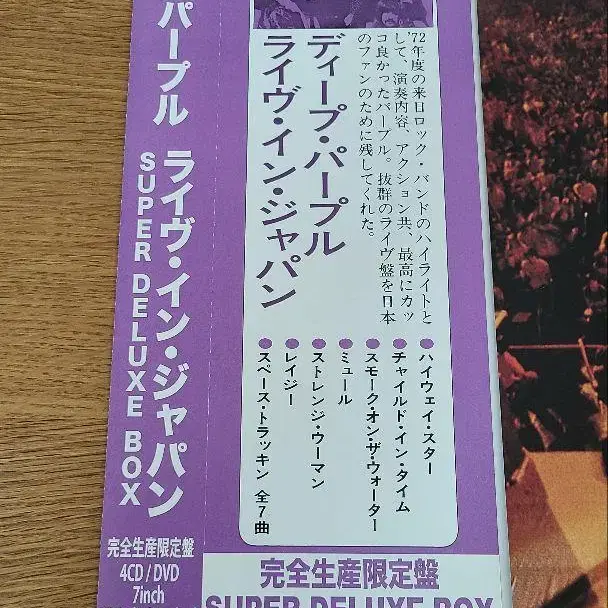 パープル ライヴ・イン・ジャパン
SUPER DELUXE BOX
完全生産限定盤
4CD/DVD
7inch
'72年度の来日ロック・バンドのハイライトと
して、演奏内容、アクション共、最高にカッ
コ良かったパープル。抜群のライヴ盤を日本
のファンのために残してくれた。
ディープ・パープル
ライヴ・イン・ジャパン
●ハイウェイ・スター
●チャイルド・イン・タイム
●スモーク・オン・ザ・ウォーター
●ミュール
●ストレンジ・ウーマン
●レイジー
●スペース・トラッキン 全7曲
完全生産限定盤
SUPER DELUXE BOX